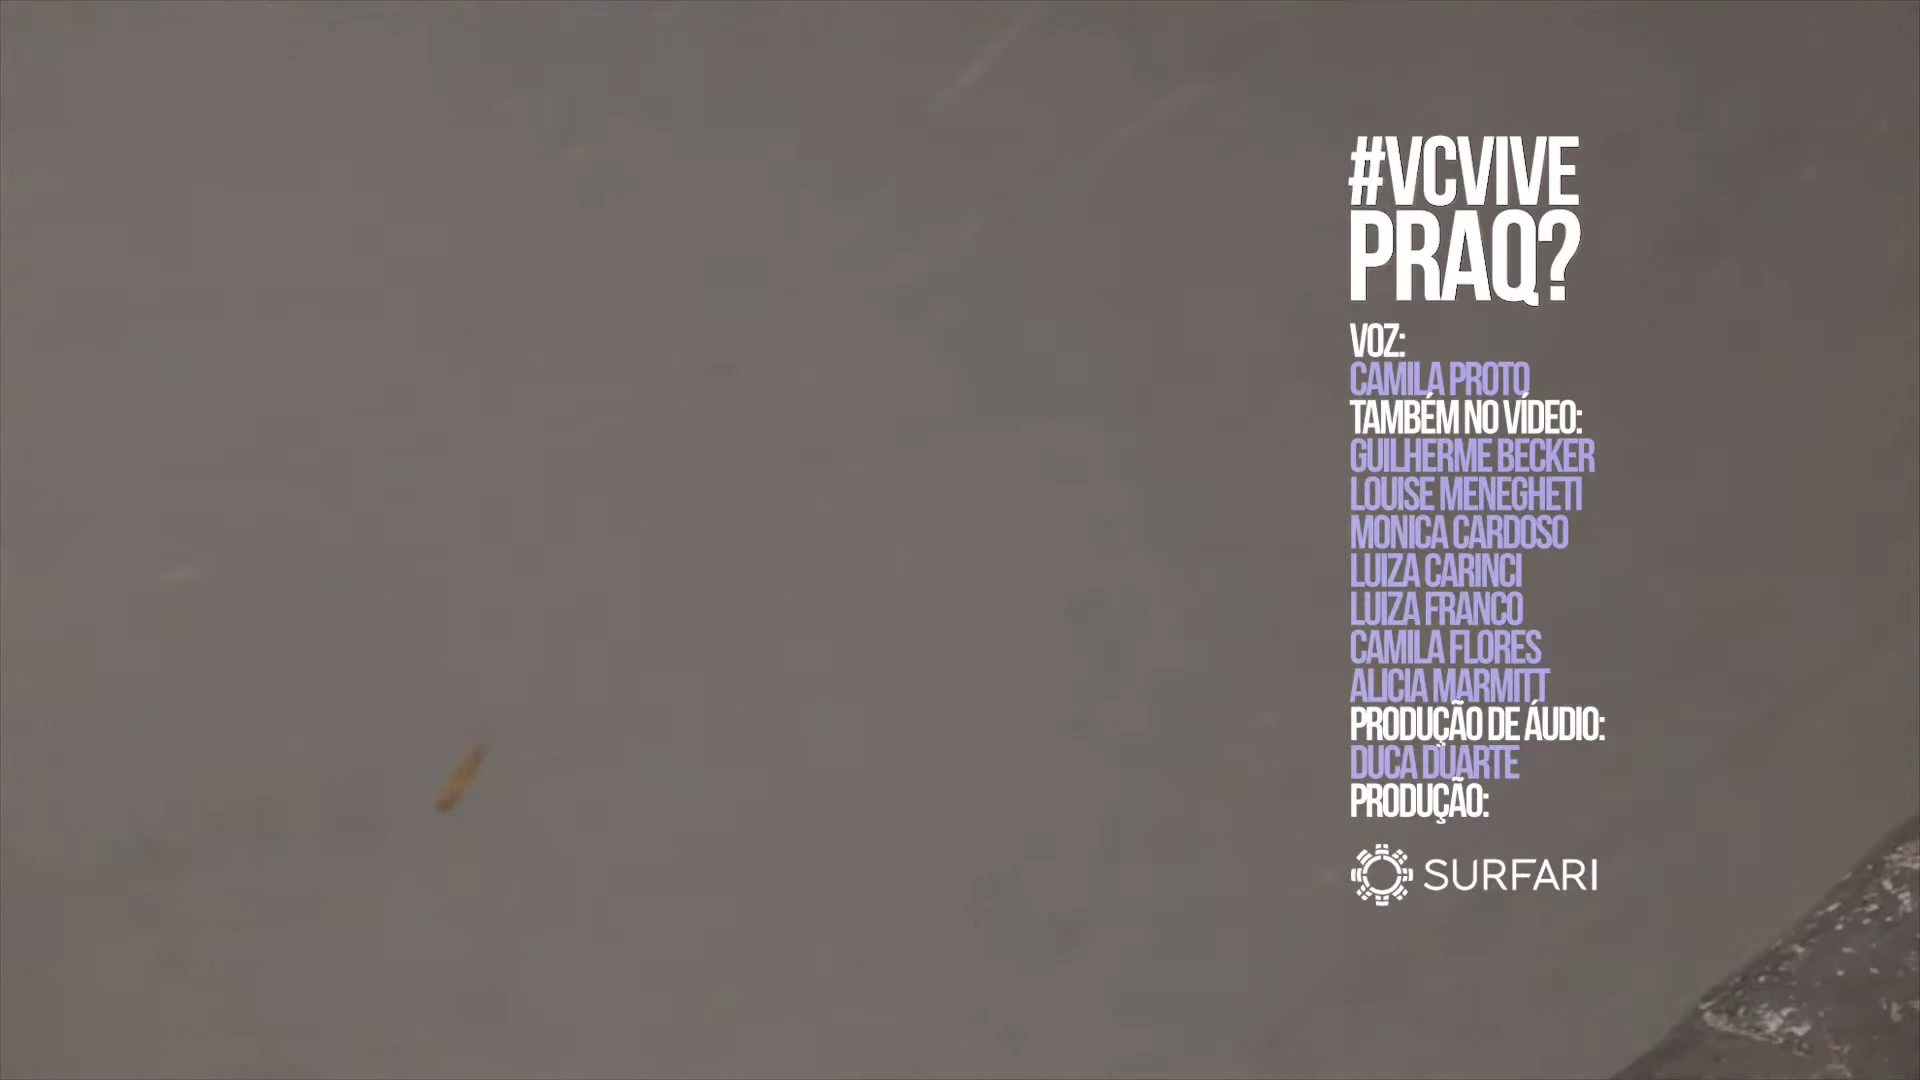 #VCVIVE
PRAQ?
VOZ:
CAMILA PROTO
TAMBÉM NO VÍDEO:
GUILHERME BECKER
LOUISE MENEGHETI
MONICA CARDOSO
LUIZA CARINCI
LUIZA FRANCO
CAMILA FLORES
ALICIA MARMITT
PRODUÇÃO DE ÁUDIO:
DUCA DUARTE
PRODUÇÃO:
SURFARI